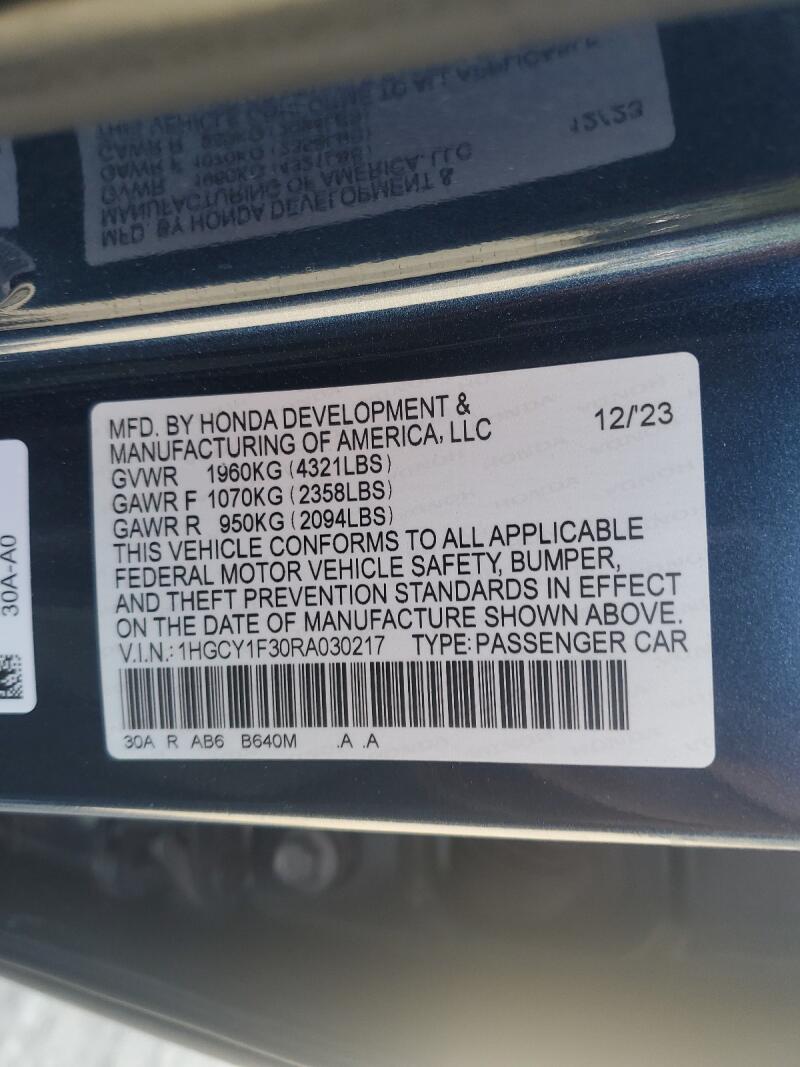 MFD. BY HONDA DEVELOPMENT &
MANUFACTURING OF AMERICA, LLC
12/'23
GVWR 1960KG (4321LBS)
GAWR F 1070KG (2358LBS)
GAWR R 950KG (2094LBS)
THIS VEHICLE CONFORMS TO ALL APPLICABLE
FEDERAL MOTOR VEHICLE SAFETY, BUMPER,
AND THEFT PREVENTION STANDARDS IN EFFECT
ON THE DATE OF MANUFACTURE SHOWN ABOVE.
V.I.N.: 1HGCY1F30RA030217 TYPE: PASSENGER CAR
30A R AB6 B640M .A .A
30A-A0